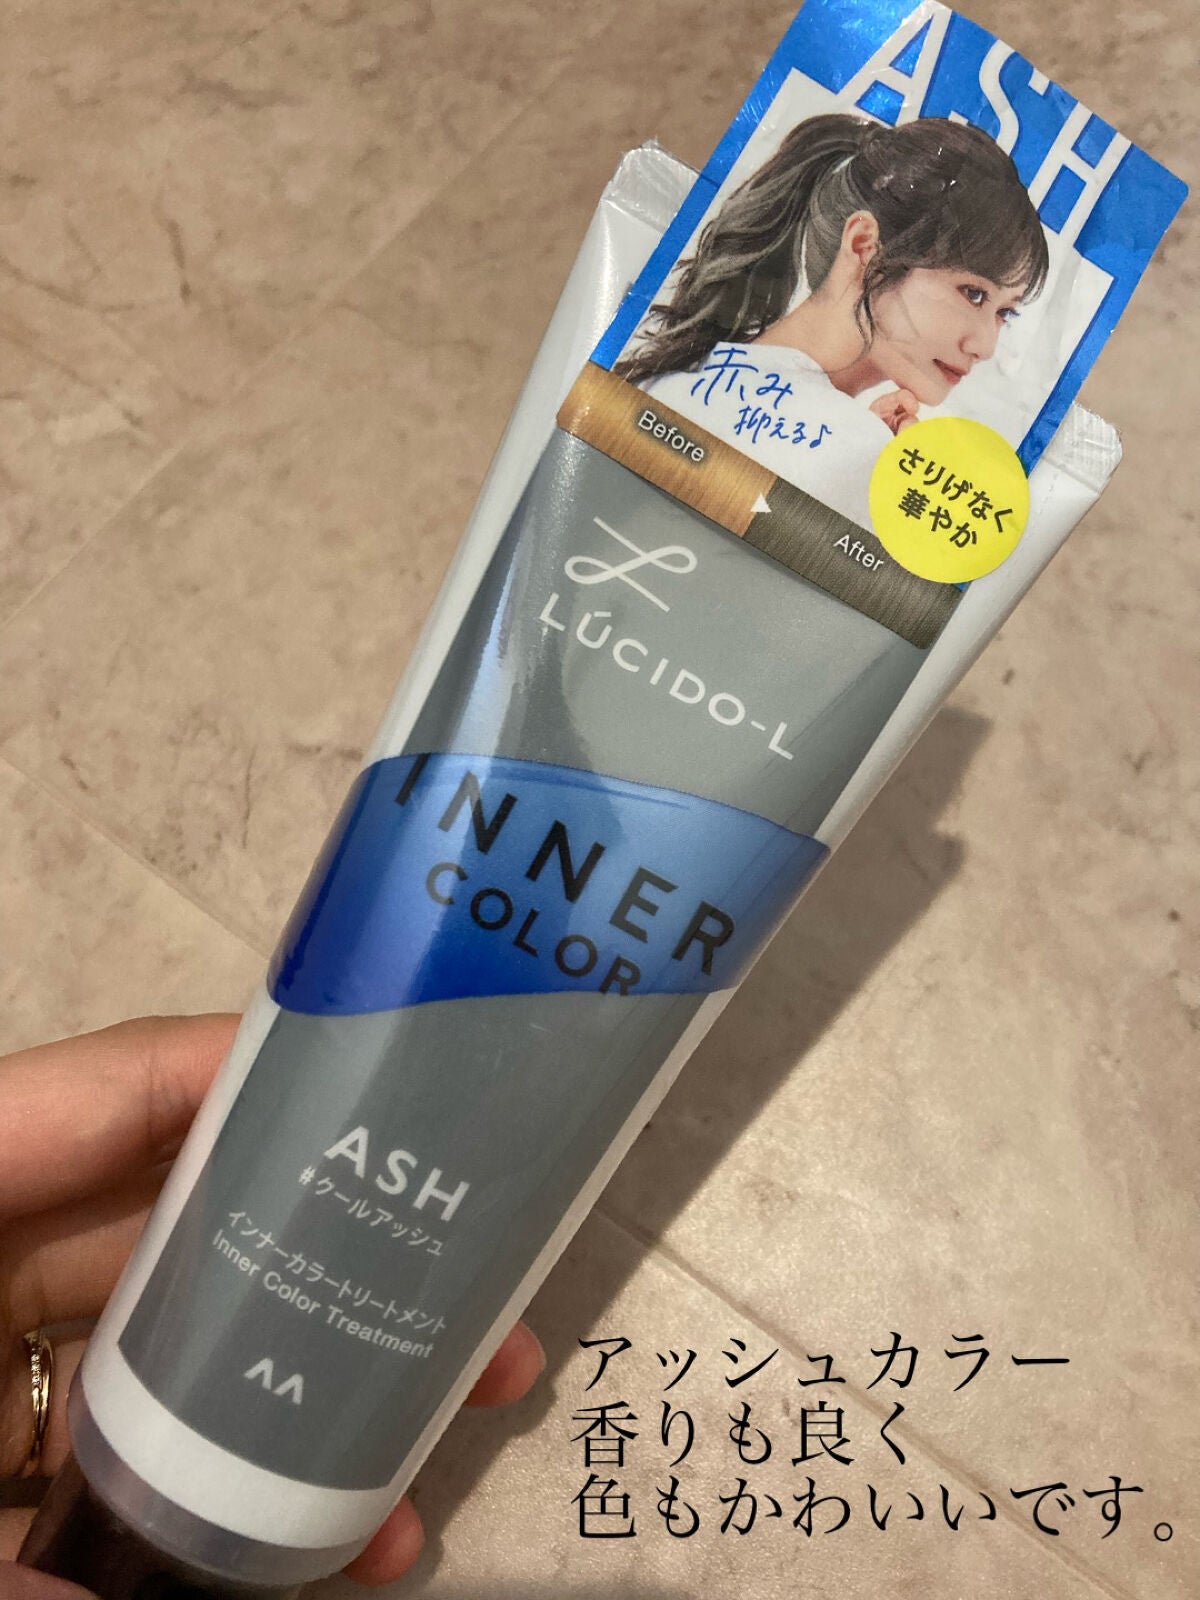 ASH
赤み
抑える♪
Before
After
さりげなく
華やか
LÚCIDO-L
INNER
COLOR
ASH
#クールアッシュ
インナーカラートリートメント
Inner Color Treatment
アッシュカラー
香りも良く
色もかわいいです。